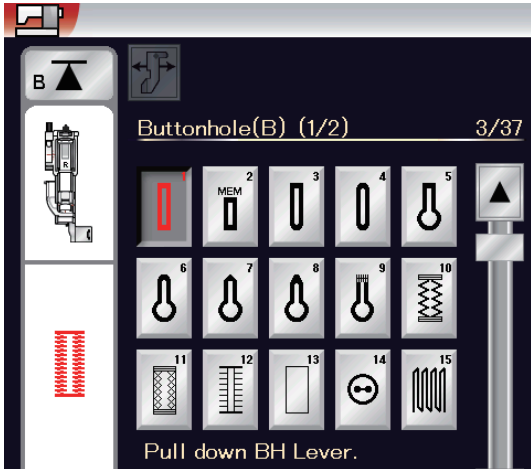 B
Buttonhole(B) (1/2) 3/37
R
1 2 3 4 5
MEM
6 7 8 9 10
11 12 13 14 15
Pull down BH Lever.